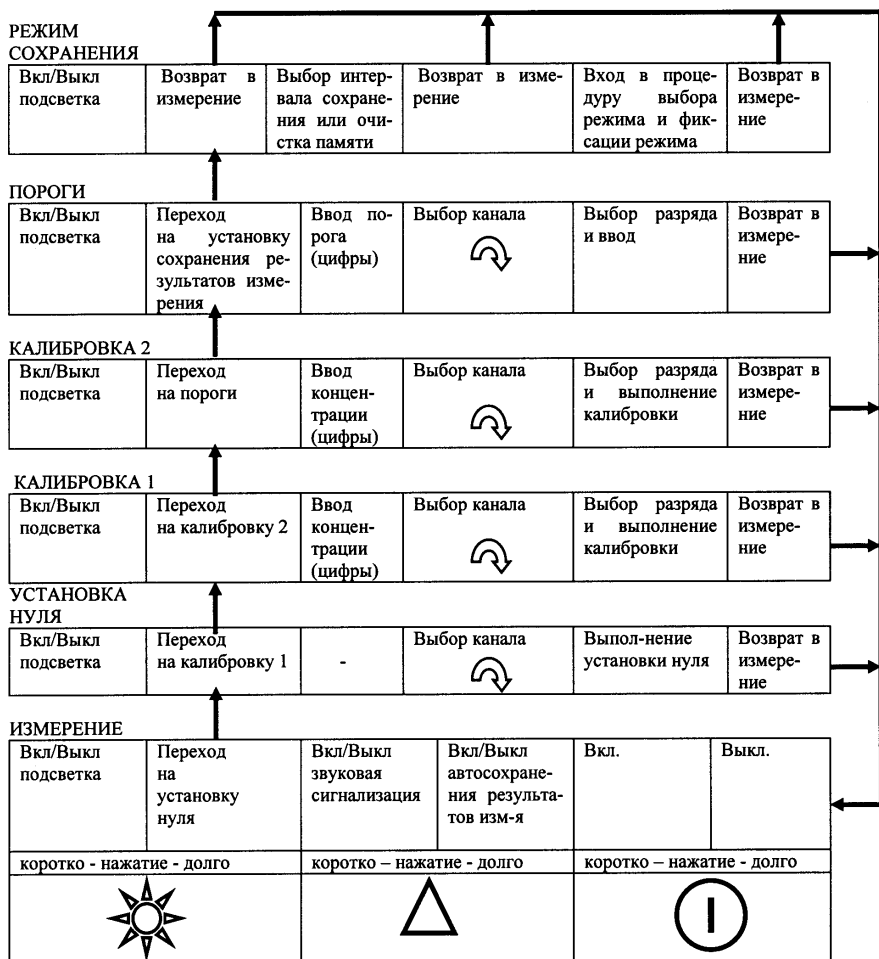 РЕЖИМ
СОХРАНЕНИЯ
Вкл/Выкл
подсветка
Возврат в
измерение
Выбор интер-
вала сохране-
ния или очи-
стка памяти
Возврат в изме-
рение
Вход в проце-
дуру выбора
режима и фик-
сации режима
Возврат в
измере-
ние
ПОРОГИ
Вкл/Выкл
подсветка
Переход
на установку
сохранения ре-
зультатов изме-
рения
Ввод по-
рога
(цифры)
Выбор канала
Выбор разряда
и ввод
Возврат в
измере-
ние
КАЛИБРОВКА 2
Вкл/Выкл
подсветка
Переход
на пороги
Ввод
концен-
трации
(цифры)
Выбор канала
Выбор разряда
и выполнение
калибровки
Возврат в
измере-
ние
КАЛИБРОВКА 1
Вкл/Выкл
подсветка
Переход
на калибровку 2
Ввод
концен-
трации
(цифры)
Выбор канала
Выбор разряда
и выполнение
калибровки
Возврат в
измере-
ние
УСТАНОВКА
НУЛЯ
Вкл/Выкл
подсветка
Переход
на калибровку 1
-
Выбор канала
Выпол-нение
установки нуля
Возврат в
измере-
ние
ИЗМЕРЕНИЕ
Вкл/Выкл
подсветка
Переход
на
установку
нуля
Вкл/Выкл
звуковая
сигнализация
Вкл/Выкл
автосохране-
ния результа-
тов изм-я
Вкл.
Выкл.
коротко - нажатие - долго
коротко – нажатие - долго
коротко – нажатие - долго